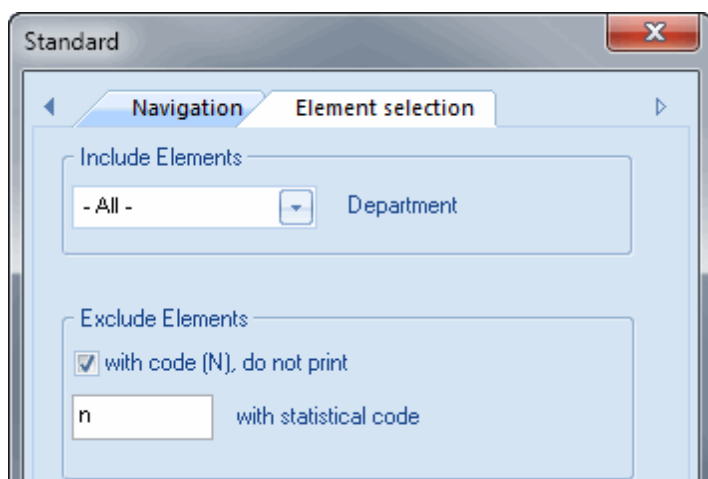 Standard
Navigation Element selection
Include Elements
- All - Department
Exclude Elements
with code (N), do not print
n with statistical code